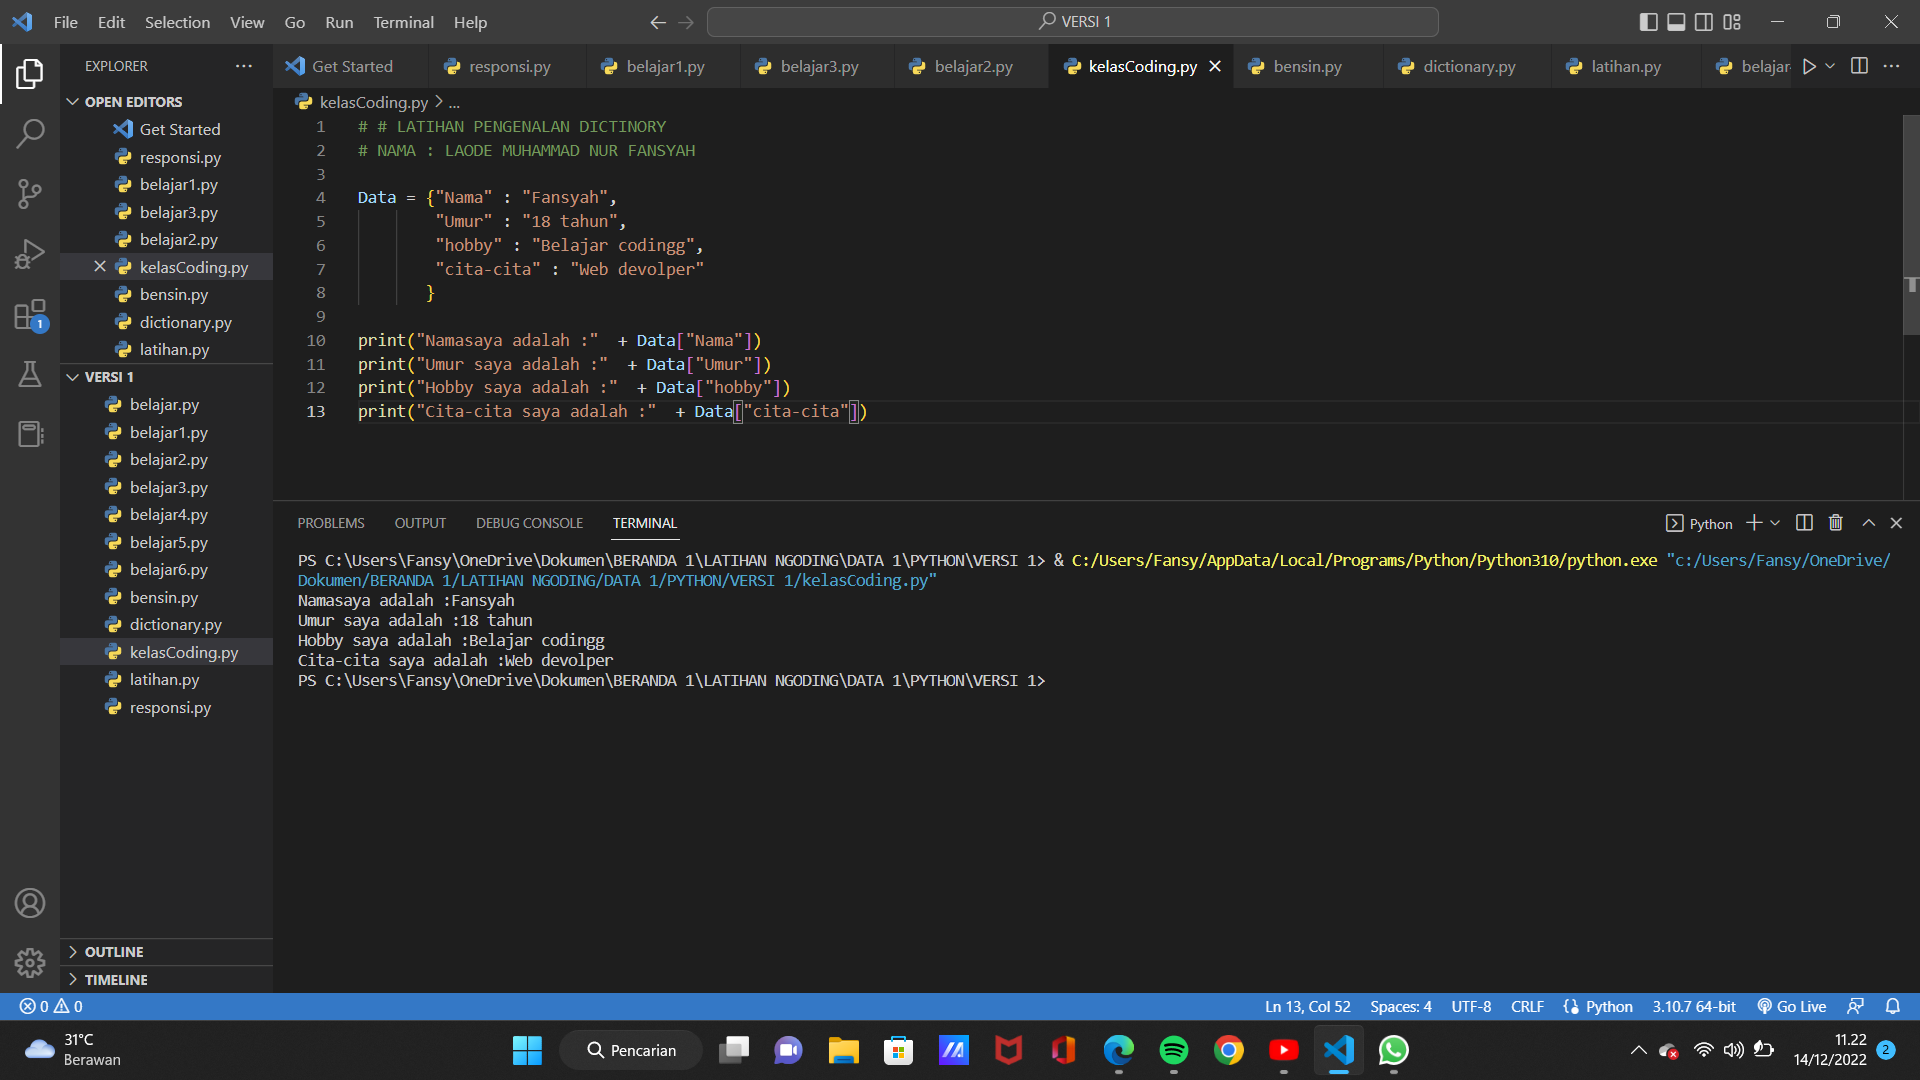 File Edit Selection View Go Run Terminal Help
VERSI 1
EXPLORER
Get Started
responsi.py
belajar1.py
belajar3.py
belajar2.py
kelasCoding.py
bensin.py
dictionary.py
latihan.py
belajar
OPEN EDITORS
Get Started
responsi.py
belajar1.py
belajar3.py
belajar2.py
kelasCoding.py
bensin.py
dictionary.py
latihan.py
VERSI 1
belajar.py
belajar1.py
belajar2.py
belajar3.py
belajar4.py
belajar5.py
belajar6.py
bensin.py
dictionary.py
kelasCoding.py
latihan.py
responsi.py
OUTLINE
TIMELINE
1
kelasCoding.py > ...
1 # # LATIHAN PENGENALAN DICTINORY
2 # NAMA : LAODE MUHAMMAD NUR FANSYAH
3
4 Data = {"Nama" : "Fansyah",
5 "Umur" : "18 tahun",
6 "hobby" : "Belajar codingg",
7 "cita-cita" : "Web devolper"
8 }
9
10 print("Namasaya adalah :"  + Data["Nama"])
11 print("Umur saya adalah :"  + Data["Umur"])
12 print("Hobby saya adalah :"  + Data["hobby"])
13 print("Cita-cita saya adalah :"  + Data["cita-cita"])
PROBLEMS OUTPUT DEBUG CONSOLE TERMINAL
Python
PS C:\Users\Fansy\OneDrive\Dokumen\BERANDA 1\LATIHAN NGODING\DATA 1\PYTHON\VERSI 1> & C:/Users/Fansy/AppData/Local/Programs/Python/Python310/python.exe "c:/Users/Fansy/OneDrive/
Dokumen/BERANDA 1/LATIHAN NGODING/DATA 1/PYTHON/VERSI 1/kelasCoding.py"
Namasaya adalah :Fansyah
Umur saya adalah :18 tahun
Hobby saya adalah :Belajar codingg
Cita-cita saya adalah :Web devolper
PS C:\Users\Fansy\OneDrive\Dokumen\BERANDA 1\LATIHAN NGODING\DATA 1\PYTHON\VERSI 1>
0 0
Ln 13, Col 52 Spaces: 4 UTF-8 CRLF Python 3.10.7 64-bit Go Live
31°C
Berawan
Pencarian
11.22
14/12/2022
2